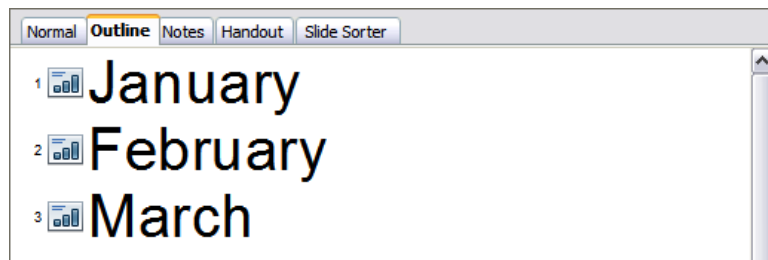 Normal Outline Notes Handout Slide Sorter
1 January
2 February
3 March